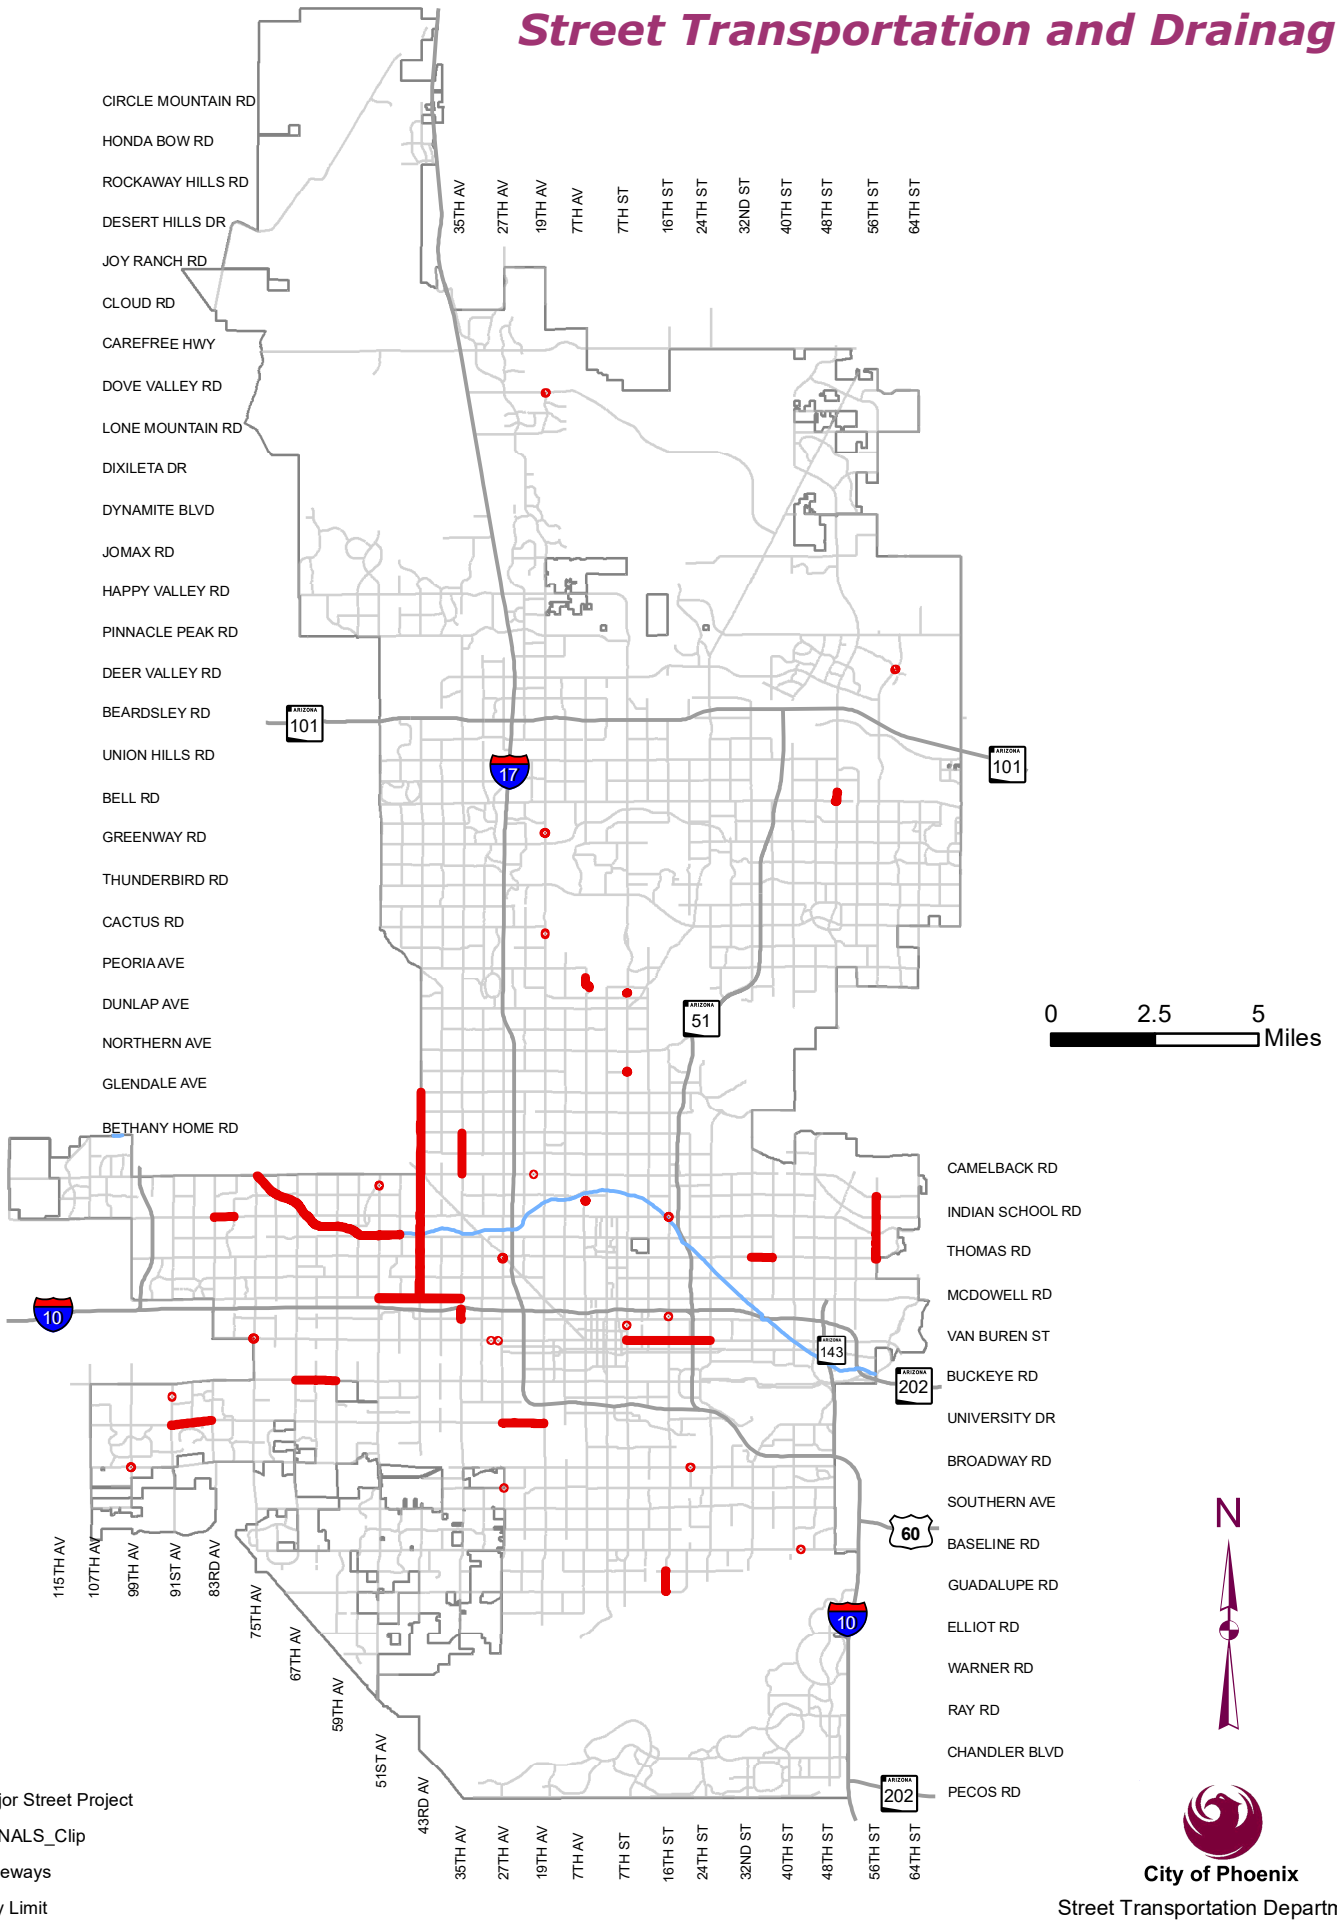 Street Transportation and Drainag
CIRCLE MOUNTAIN RD
HONDA BOW RD
ROCKAWAY HILLS RD
DESERT HILLS DR
JOY RANCH RD
CLOUD RD
CAREFREE HWY
DOVE VALLEY RD
LONE MOUNTAIN RD
DIXILETA DR
DYNAMITE BLVD
JOMAX RD
HAPPY VALLEY RD
PINNACLE PEAK RD
DEER VALLEY RD
BEARDSLEY RD
UNION HILLS RD
BELL RD
GREENWAY RD
THUNDERBIRD RD
CACTUS RD
PEORIA AVE
DUNLAP AVE
NORTHERN AVE
GLENDALE AVE
BETHANY HOME RD
35TH AV
27TH AV
19TH AV
7TH AV
7TH ST
16TH ST
24TH ST
32ND ST
40TH ST
48TH ST
56TH ST
64TH ST
ARIZONA
101
17
ARIZONA
101
ARIZONA
51
0 2.5 5
Miles
CAMELBACK RD
INDIAN SCHOOL RD
THOMAS RD
MCDOWELL RD
VAN BUREN ST
BUCKEYE RD
UNIVERSITY DR
BROADWAY RD
SOUTHERN AVE
BASELINE RD
GUADALUPE RD
ELLIOT RD
WARNER RD
RAY RD
CHANDLER BLVD
PECOS RD
10
ARIZONA
143
ARIZONA
202
60
10
ARIZONA
202
115TH AV
107TH AV
99TH AV
91ST AV
83RD AV
75TH AV
67TH AV
59TH AV
51ST AV
43RD AV
35TH AV
27TH AV
19TH AV
7TH AV
7TH ST
16TH ST
24TH ST
32ND ST
40TH ST
48TH ST
56TH ST
64TH ST
N
jor Street Project
NALS_Clip
eways
y Limit
City of Phoenix
Street Transportation Departm